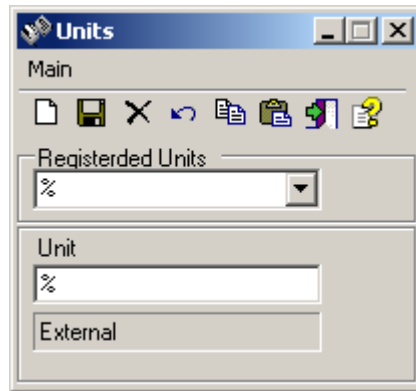 Units
Main
Registerded Units
%
Unit
%
External